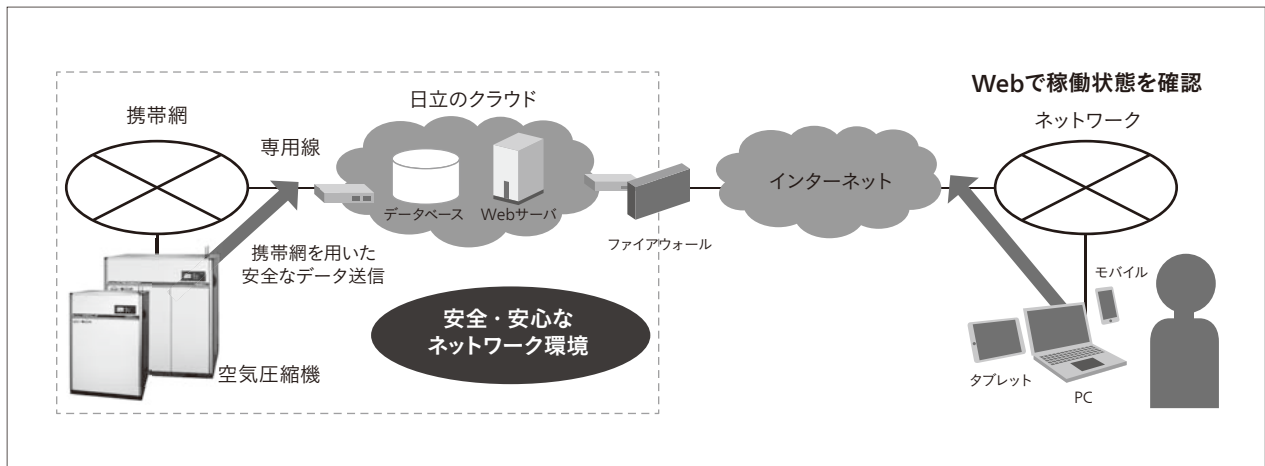 携帯網
専用線
日立のクラウド
データベース
Webサーバ
ファイアウォール
携帯網を用いた
安全なデータ送信
空気圧縮機
安全・安心な
ネットワーク環境
インターネット
Webで稼働状態を確認
ネットワーク
モバイル
タブレット
PC